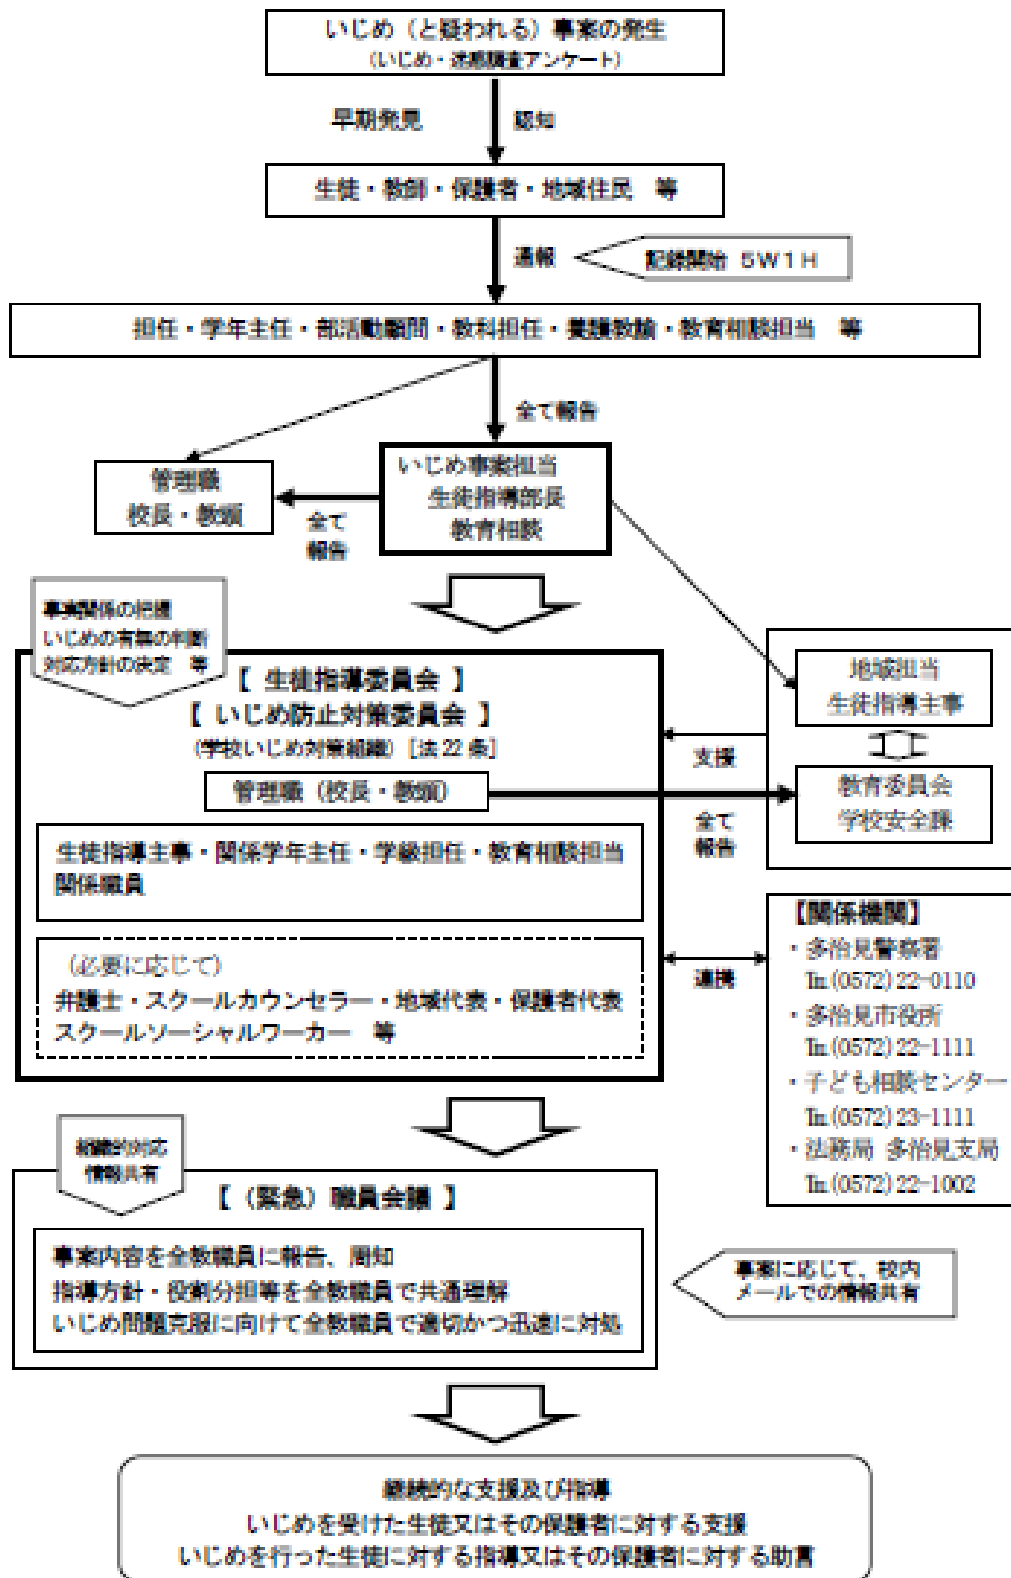 いじめ（と疑われる）事案の発生
（いじめ・迷惑調査アンケート）
早期発見
認知
生徒・教師・保護者・地域住民　等
通報
記録開始　５Ｗ１Ｈ
担任・学年主任・部活動顧問・教科担任・養護教諭・教育相談担当　等
全て報告
管理職
校長・教頭
いじめ事案担当
生徒指導部長
教育相談
全て
報告
事実関係の把握
いじめの有無の判断
対応方針の決定　等
【 生徒指導委員会 】
【 いじめ防止対策委員会 】
（学校いじめ対策組織）［法22条］
管理職（校長・教頭）
生徒指導主事・関係学年主任・学級担任・教育相談担当
関係職員
（必要に応じて）
弁護士・スクールカウンセラー・地域代表・保護者代表
スクールソーシャルワーカー　等
地域担当
生徒指導主事
支援
教育委員会
学校安全課
全て
報告
連携
【関係機関】
・多治見警察署
℡(0572)22-0110
・多治見市役所
℡(0572)22-1111
・子ども相談センター
℡(0572)23-1111
・法務局 多治見支局
℡(0572)22-1002
組織的対応
情報共有
【（緊急）職員会議 】
事案内容を全教職員に報告、周知
指導方針・役割分担等を全教職員で共通理解
いじめ問題克服に向けて全教職員で適切かつ迅速に対処
事案に応じて、校内
メールでの情報共有
継続的な支援及び指導
いじめを受けた生徒又はその保護者に対する支援
いじめを行った生徒に対する指導又はその保護者に対する助言